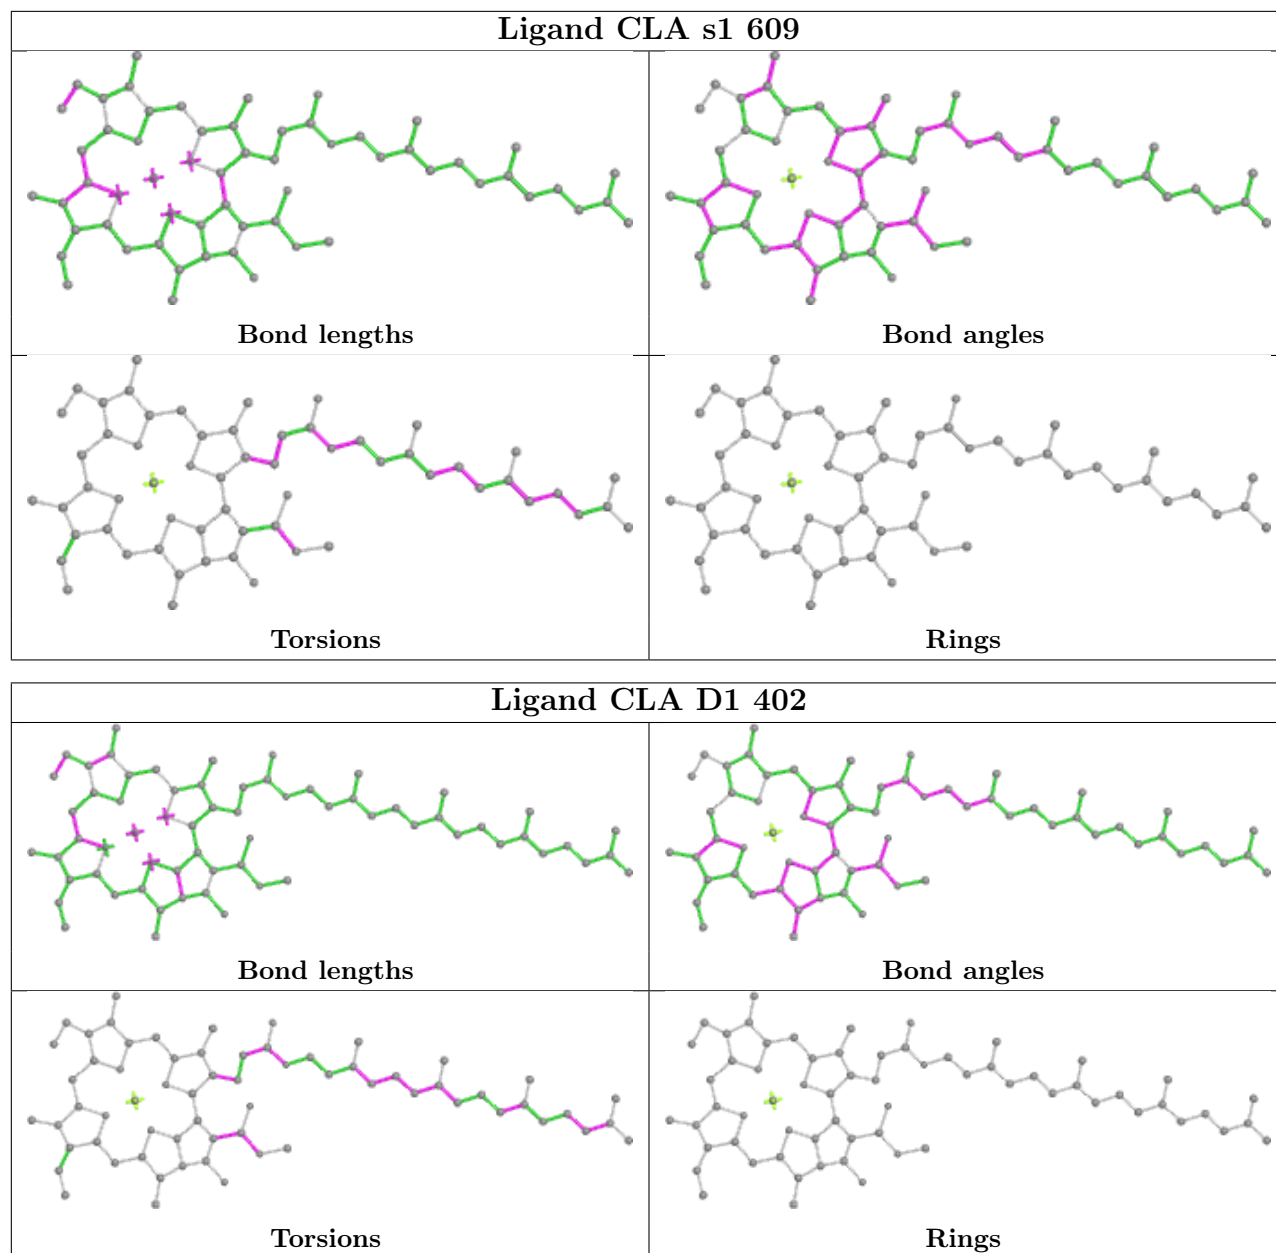 Ligand CLA s1 609
Bond lengths
Bond angles
Torsions
Rings
Ligand CLA D1 402
Bond lengths
Bond angles
Torsions
Rings